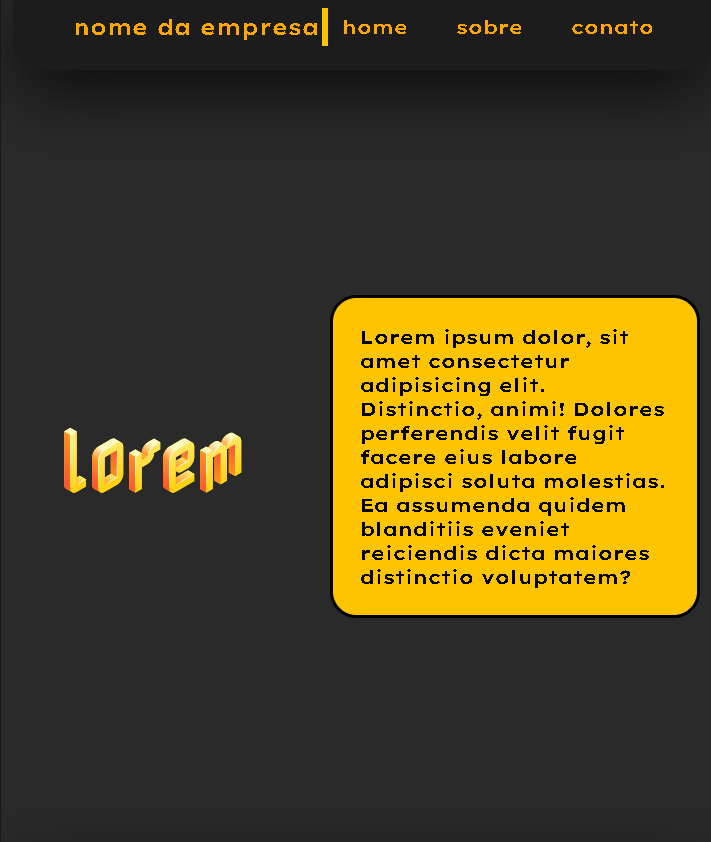 nome da empresa home sobre conato
lorem
Lorem ipsum dolor, sit
amet consectetur
adipisicing elit.
Distinctio, animi! Dolores
perferendis velit fugit
facere eius labore
adipisci soluta molestias.
Ea assumenda quidem
blanditiis eveniet
reiciendis dicta maiores
distinctio voluptatem?